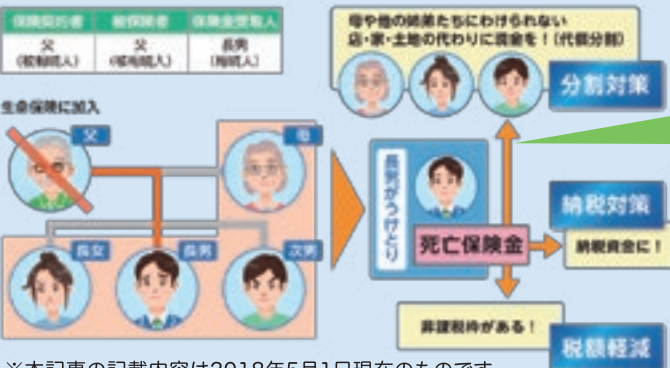 保険契約者 被保険者 保険金受取人
父 父 長男
(被相続人) (被相続人) (相続人)
母や他の姉弟たちにわけられない
店・家・土地の代わりに現金を!(代償分割)
分割対策
生命保険に加入
父
母
長女
長男
次男
長男がうけとり
死亡保険金
納税対策
納税資金に!
非課税枠がある!
税額軽減
※本記事の記載内容は2018年5月1日現在のものです